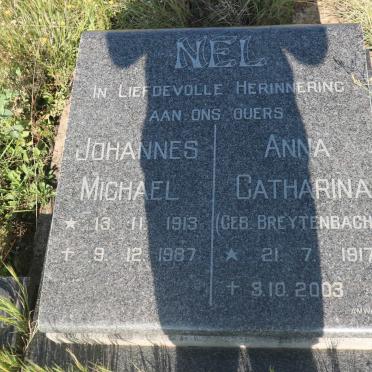 NEL
IN LIEFDEVOLLE HERINNERING
AAN ONS OUERS
JOHANNES
MICHAEL
★ 13. 11. 1913
✝ 9. 12. 1987
ANNA
CATHARINA
(GEB. BREYTENBACH
★ 21. 7. 1917
✝ 3. 10. 2003